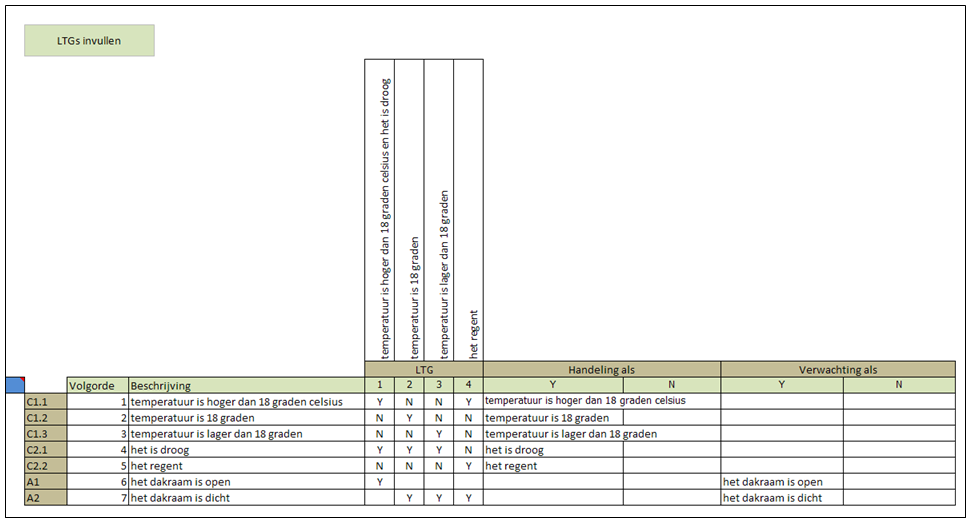 LTGs invullen
temperatuur is hoger dan 18 graden celsius en het is droog
temperatuur is 18 graden
temperatuur is lager dan 18 graden
het regent
LTG Handeling als Verwachting als
Volgorde Beschrijving 1 2 3 4 Y N Y N
C1.1 1 temperatuur is hoger dan 18 graden celsius Y N N Y temperatuur is hoger dan 18 graden celsius
C1.2 2 temperatuur is 18 graden N Y N N temperatuur is 18 graden
C1.3 3 temperatuur is lager dan 18 graden N N Y N temperatuur is lager dan 18 graden
C2.1 4 het is droog Y Y Y N het is droog
C2.2 5 het regent N N N Y het regent
A1 6 het dakraam is open Y het dakraam is open
A2 7 het dakraam is dicht Y Y Y het dakraam is dicht